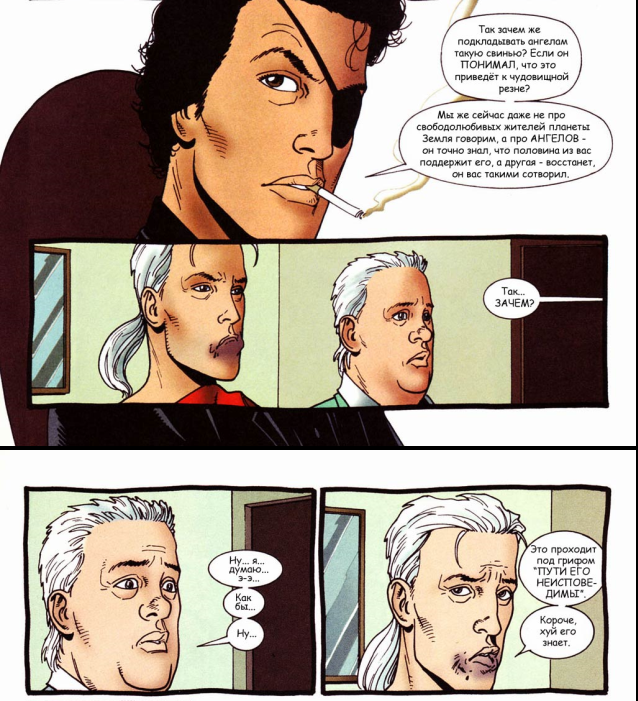 Так зачем же
подкладывать ангелам
такую свинью? Если он
ПОНИМАЛ, что это
приведёт к чудовищной
резне?
Мы же сейчас даже не про
свободолюбивых жителей планеты
Земля говорим, а про АНГЕЛОВ -
он точно знал, что половина из вас
поддержит его, а другая - восстанет,
он вас такими сотворил.
Так...
ЗАЧЕМ?
Ну... я...
думаю...
э-э...
Как
бы...
Ну...
Это проходит
под грифом
"ПУТИ ЕГО
НЕИСПОВЕ-
ДИМЫ".
Короче,
хуй его
знает.